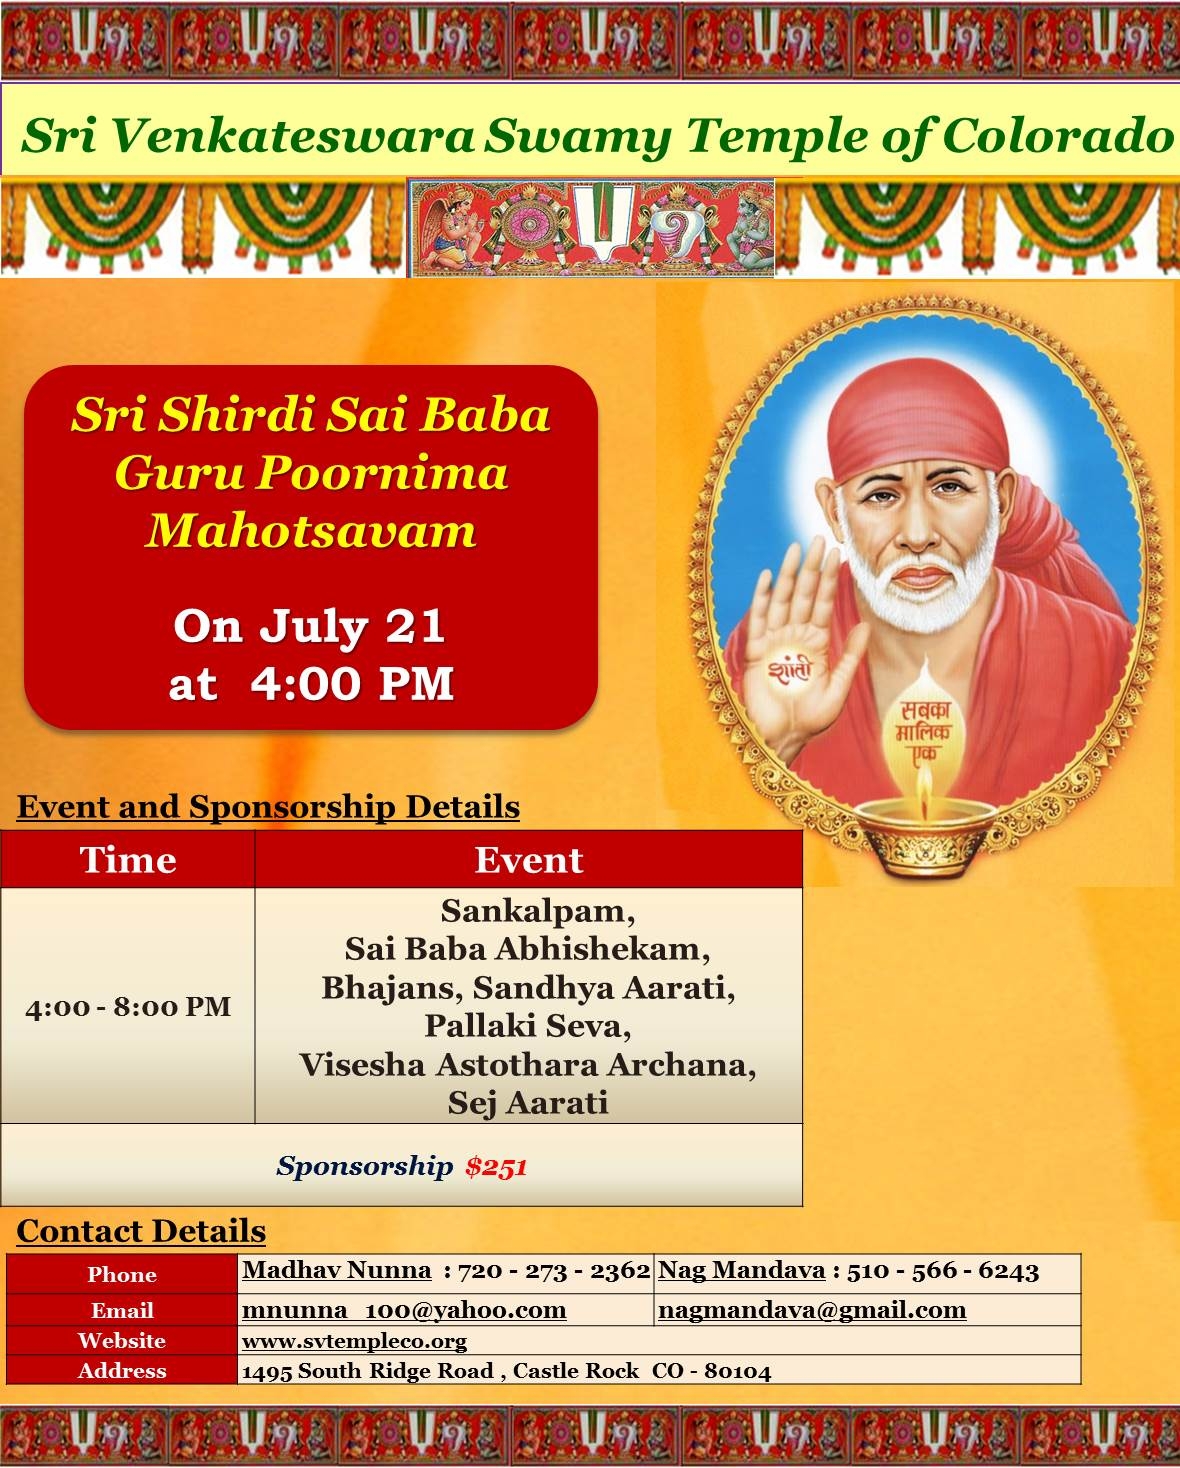 Sri Venkateswara Swamy Temple of Colorado
Sri Shirdi Sai Baba
Guru Poornima
Mahotsavam
On July 21
at 4:00 PM
शांती
सबका
मालिक
एक
Event and Sponsorship Details
Time Event
4:00 - 8:00 PM
Sankalpam,
Sai Baba Abhishekam,
Bhajans, Sandhya Aarati,
Pallaki Seva,
Visesha Astothara Archana,
Sej Aarati
Sponsorship $251
Contact Details
Phone Madhav Nunna : 720 - 273 - 2362 Nag Mandava : 510 - 566 - 6243
Email mnunna_100@yahoo.com nagmandava@gmail.com
Website www.svtempleco.org
Address 1495 South Ridge Road , Castle Rock CO - 80104